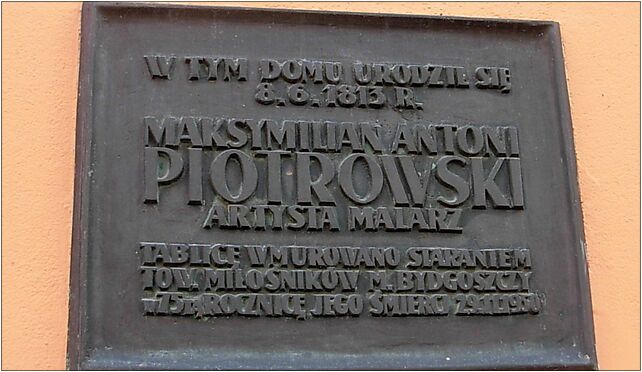 W TYM DOMU URODZIŁ SIĘ
8.6.1813 R.
MAKSYMILIAN ANTONI
PIOTROWSKI
ARTYSTA MALARZ
TABLICĘ WMUROWANO STARANIEM
TOW. MIŁOŚNIKÓW M. BYDGOSZCZY
W 75TĄ ROCZNICĘ JEGO ŚMIERCI